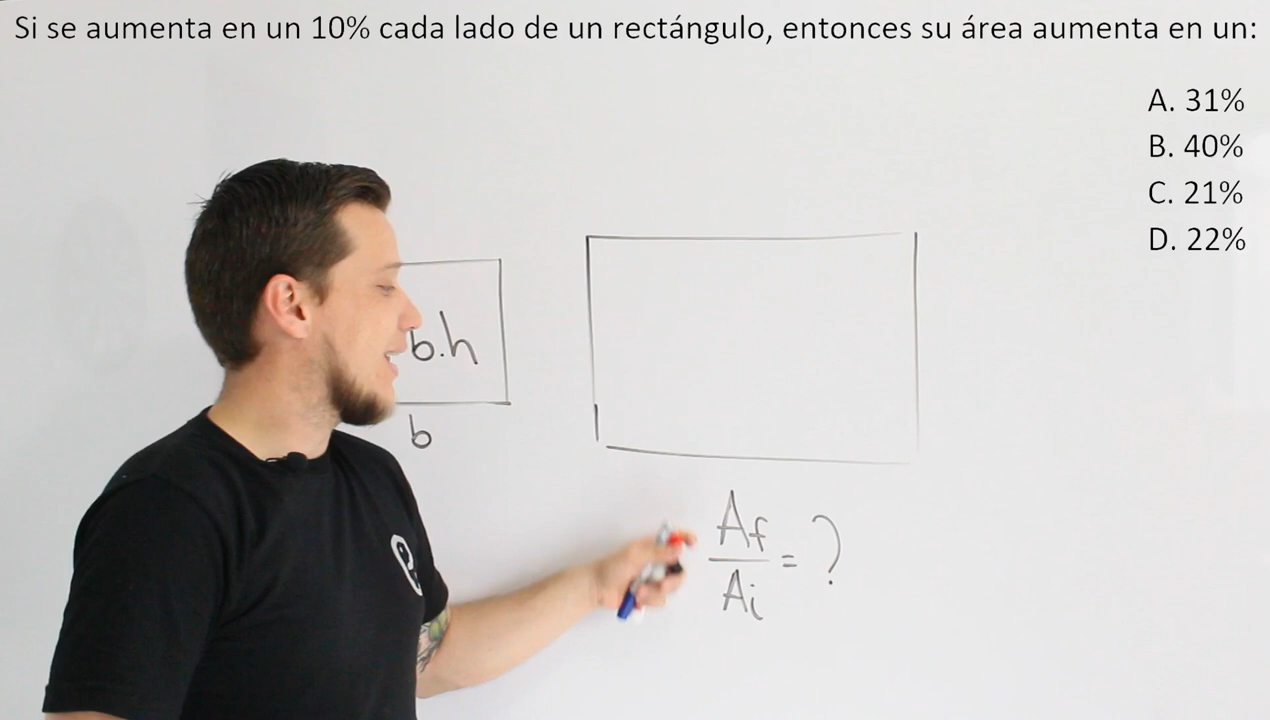 Si se aumenta en un 10% cada lado de un rectángulo, entonces su área aumenta en un:
A. 31%
B. 40%
C. 21%
D. 22%
b.h
b
Af
Ai
= ?